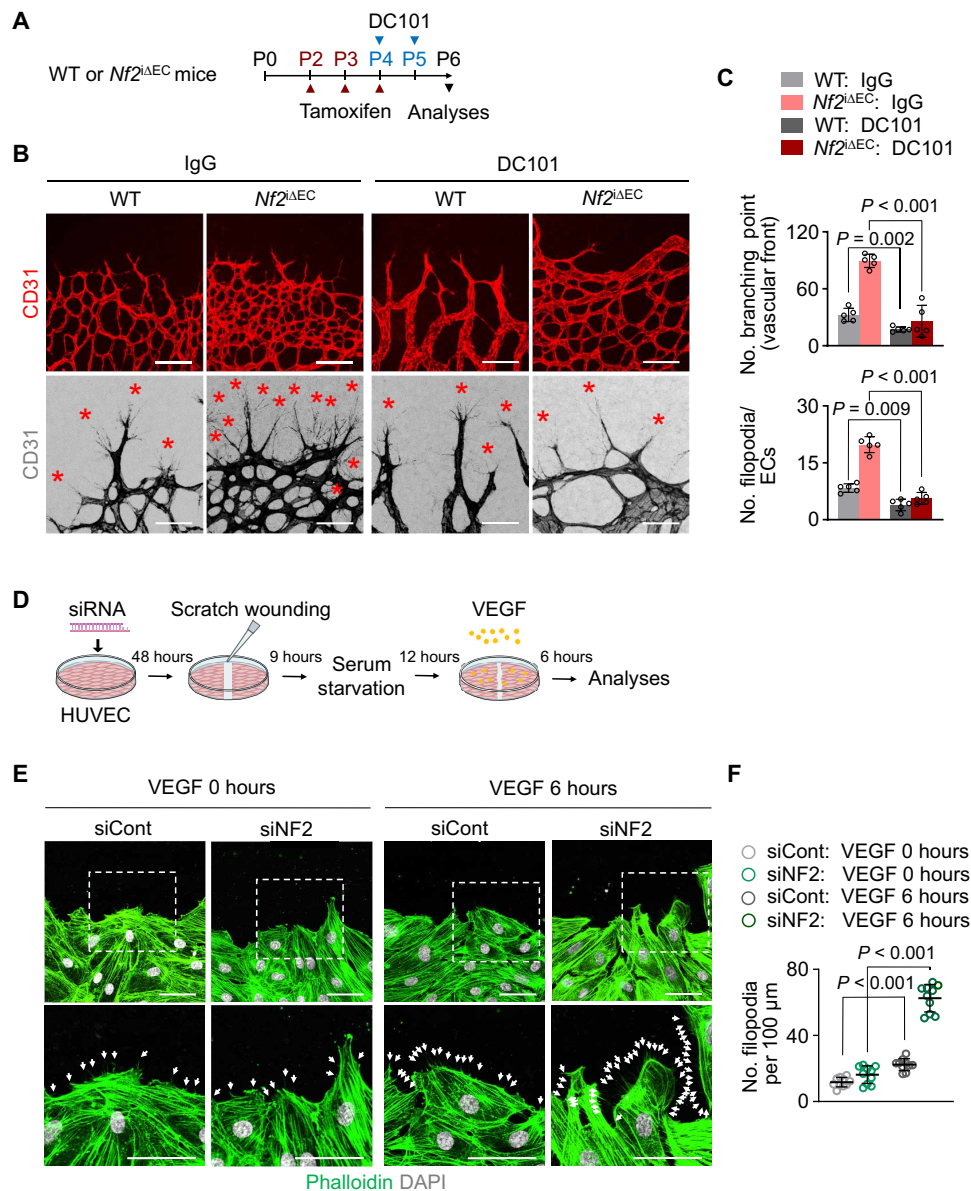 A
DC101
WT or Nf2iΔEC mice
P0 P2 P3 P4 P5 P6
Tamoxifen
Analyses
B
IgG
DC101
WT
Nf2iΔEC
WT
Nf2iΔEC
CD31
CD31
C
WT: IgG
Nf2iΔEC: IgG
WT: DC101
Nf2iΔEC: DC101
No. branching point
(vascular front)
120
60
0
P < 0.001
P = 0.002
No. filopodia/
ECs
30
15
0
P < 0.001
P = 0.009
D
siRNA
Scratch wounding
VEGF
48 hours
9 hours
Serum
starvation
12 hours
6 hours
Analyses
HUVEC
E
VEGF 0 hours
VEGF 6 hours
siCont
siNF2
siCont
siNF2
Phalloidin DAPI
F
siCont: VEGF 0 hours
siNF2: VEGF 0 hours
siCont: VEGF 6 hours
siNF2: VEGF 6 hours
No. filopodia
per 100 μm
80
40
0
P < 0.001
P < 0.001